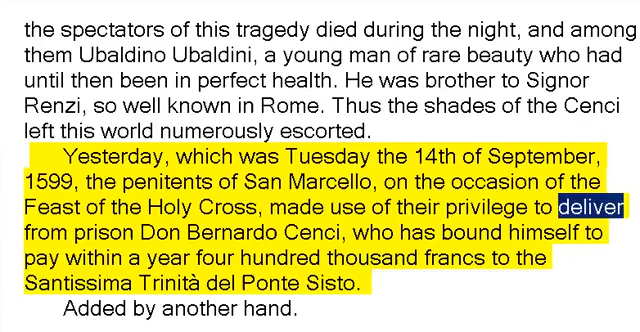 the spectators of this tragedy died during the night, and among
them Ubaldino Ubaldini, a young man of rare beauty who had
until then been in perfect health. He was brother to Signor
Renzi, so well known in Rome. Thus the shades of the Cenci
left this world numerously escorted.
Yesterday, which was Tuesday the 14th of September,
1599, the penitents of San Marcello, on the occasion of the
Feast of the Holy Cross, made use of their privilege to deliver
from prison Don Bernardo Cenci, who has bound himself to
pay within a year four hundred thousand francs to the
Santissima Trinità del Ponte Sisto.
Added by another hand.